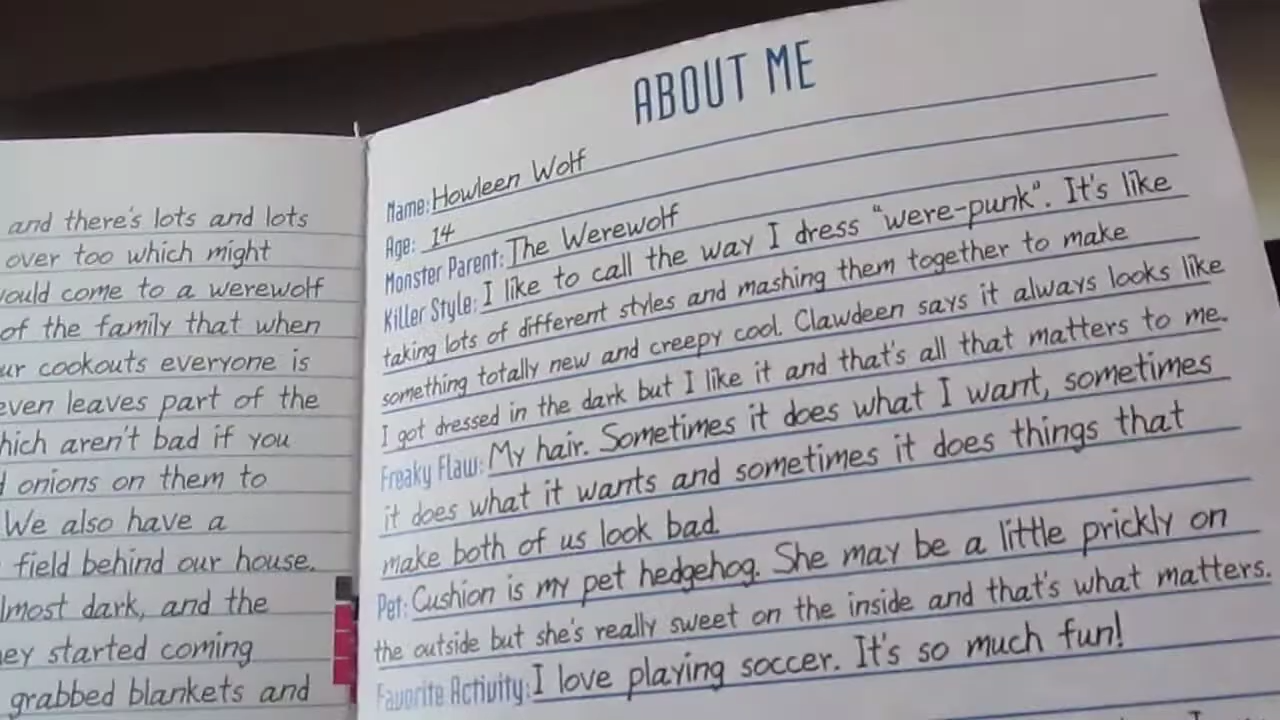 and there's lots and lots
over too which might
would come to a werewolf
of the family that when
our cookouts everyone is
even leaves part of the
which aren't bad if you
onions on them to
We also have a
field behind our house.
almost dark, and the
they started coming
grabbed blankets and
ABOUT ME
Name: Howleen Wolf
Age: 14
Monster Parent: The Werewolf
Killer Style: I like to call the way I dress "were-punk". It's like
taking lots of different styles and mashing them together to make
something totally new and creepy cool. Clawdeen says it always looks like
I got dressed in the dark but I like it and that's all that matters to me.
Freaky Flaw: My hair. Sometimes it does what I want, sometimes
it does what it wants and sometimes it does things that
make both of us look bad.
Pet: Cushion is my pet hedgehog. She may be a little prickly on
the outside but she's really sweet on the inside and that's what matters.
Favorite Activity: I love playing soccer. It's so much fun!